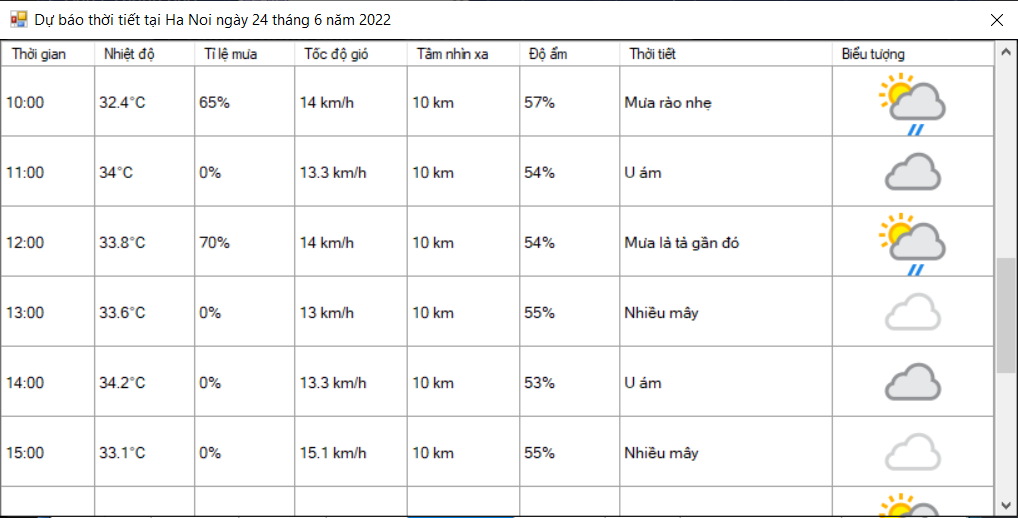 Dự báo thời tiết tại Ha Noi ngày 24 tháng 6 năm 2022
Thời gian Nhiệt độ Tỉ lệ mưa Tốc độ gió Tầm nhìn xa Độ ẩm Thời tiết Biểu tượng
10:00 32.4°C 65% 14 km/h 10 km 57% Mưa rào nhẹ
11:00 34°C 0% 13.3 km/h 10 km 54% U ám
12:00 33.8°C 70% 14 km/h 10 km 54% Mưa lả tả gần đó
13:00 33.6°C 0% 13 km/h 10 km 55% Nhiều mây
14:00 34.2°C 0% 13.3 km/h 10 km 53% U ám
15:00 33.1°C 0% 15.1 km/h 10 km 55% Nhiều mây